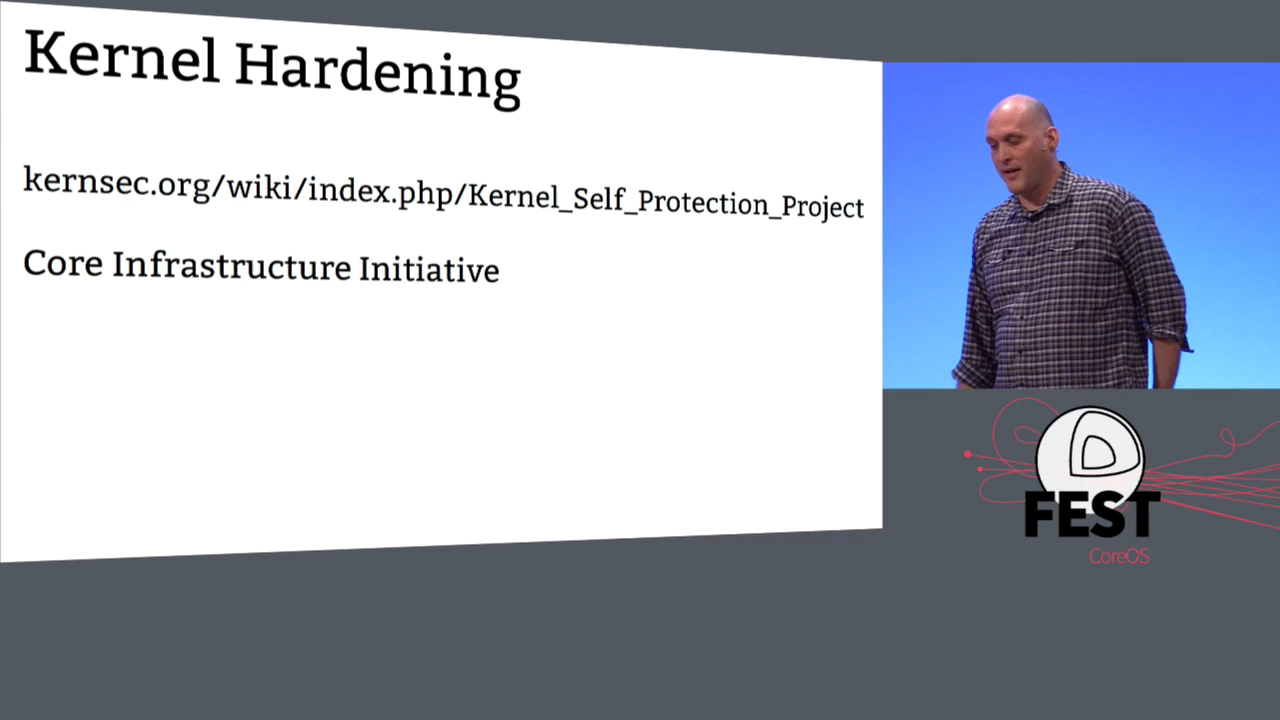 Kernel Hardening
kernsec.org/wiki/index.php/Kernel_Self_Protection_Project
Core Infrastructure Initiative
FEST
CoreOS